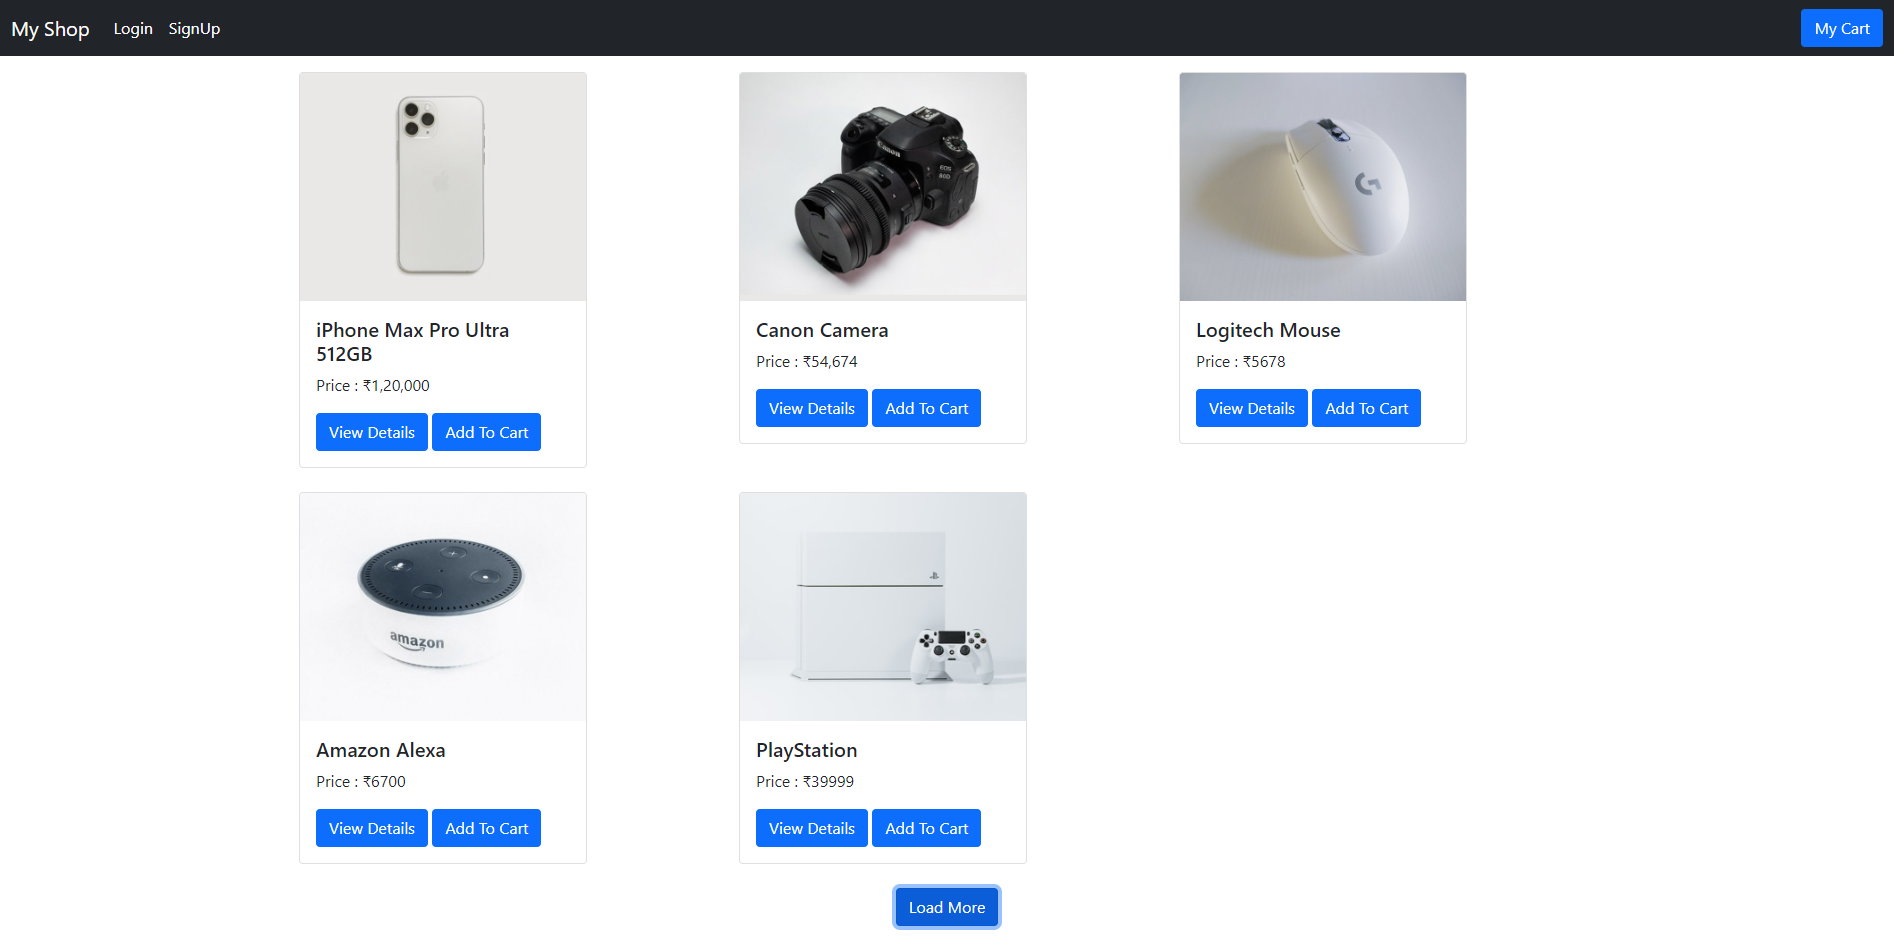 My Shop Login SignUp My Cart
Canon
EOS
80D
G
iPhone Max Pro Ultra
512GB
Price : ₹1,20,000
View Details Add To Cart
Canon Camera
Price : ₹54,674
View Details Add To Cart
Logitech Mouse
Price : ₹5678
View Details Add To Cart
amazon
Amazon Alexa
Price : ₹6700
View Details Add To Cart
PlayStation
Price : ₹39999
View Details Add To Cart
Load More